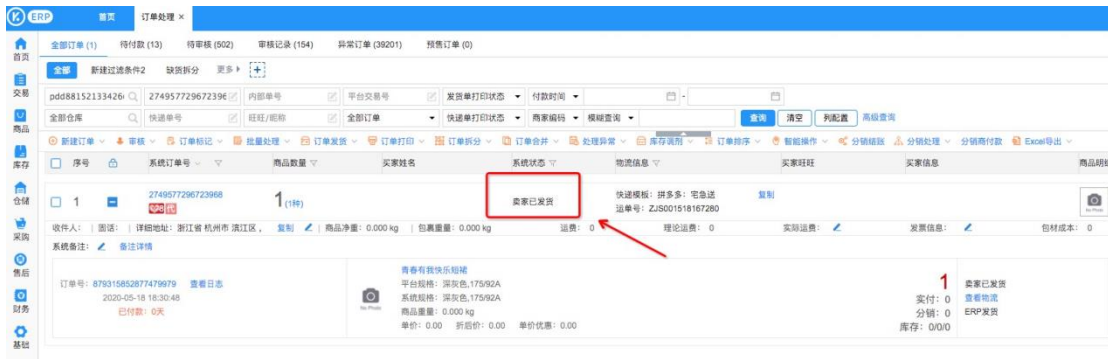 ERP 首页 订单处理 ×
首页
交易
商品
库存
仓储
采购
售后
财务
基础
全部订单 (1) 待付款 (13) 待审核 (502) 审核记录 (154) 异常订单 (39201) 预售订单 (0)
全部 新建过滤条件2 缺货拆分 更多
pdd8815213342 2749577296723968 内部单号 平台交易号 发货单打印状态 付款时间 -
全部仓库 快递单号 旺旺/昵称 全部订单 快递单打印状态 商家编码 模糊查询 查询 清空 列配置 高级查询
新建订单 审核 订单标记 批量处理 订单发货 订单打印 订单拆分 订单合并 处理异常 库存调剂 订单排序 智能操作 分销结账 分销处理 分销商付款 Excel导出
序号 系统订单号 商品数量 买家姓名 系统状态 物流信息 买家旺旺 买家信息 商品明细
1 2749577296723968 1(1种) 卖家已发货 快递模板：拼多多：宅急送 复制
运单号：ZJS001518167280
No Photo
收件人： 固话： 详细地址：浙江省 杭州市 滨江区， 复制 商品净重：0.000 kg 包裹重量：0.000 kg 运费：0 理论运费：0 实际运费： 发票信息： 包材成本：0
系统备注： 备注详情
订单号：879315852877479979 查看日志
2020-05-18 18:30:48
已付款：0天
No Photo
青春有我快乐短裙
平台规格：深灰色,175/92A
系统规格：深灰色,175/92A
商品重量：0.000 kg
单价：0.00 折后价：0.00 单价优惠：0.00
1
实付：0
分销：0
库存：0/0/0
卖家已发货
查看物流
ERP发货